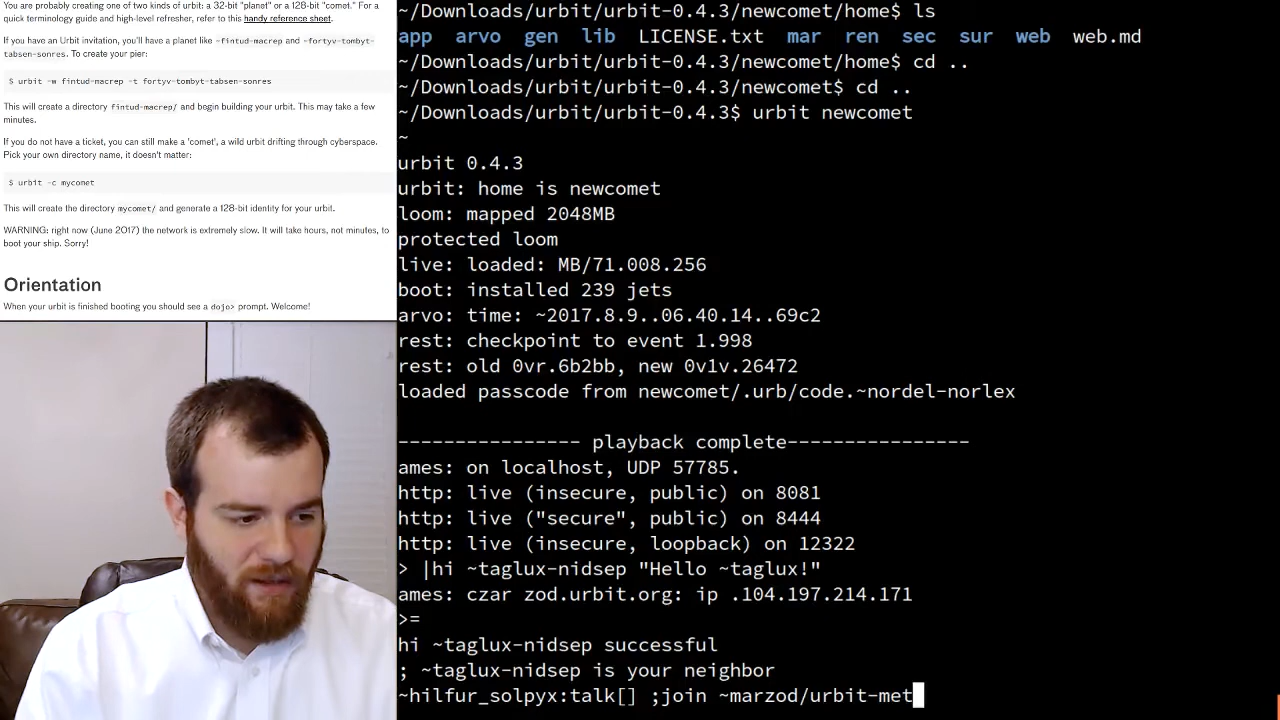 You are probably creating one of two kinds of urbit: a 32-bit "planet" or a 128-bit "comet." For a
quick terminology guide and high-level refresher, refer to this handy reference sheet.
If you have an Urbit invitation, you'll have a planet like ~fintud-macrep and ~fortyv-tombyt-
tabsen-sonres. To create your pier:
$ urbit -w fintud-macrep -t fortyv-tombyt-tabsen-sonres
This will create a directory fintud-macrep/ and begin building your urbit. This may take a few
minutes.
If you do not have a ticket, you can still make a 'comet', a wild urbit drifting through cyberspace.
Pick your own directory name, it doesn't matter:
$ urbit -c mycomet
This will create the directory mycomet/ and generate a 128-bit identity for your urbit.
WARNING: right now (June 2017) the network is extremely slow. It will take hours, not minutes, to
boot your ship. Sorry!
Orientation
When your urbit is finished booting you should see a dojo> prompt. Welcome!
~/Downloads/urbit/urbit-0.4.3/newcomet/home$ ls
app arvo gen lib LICENSE.txt mar ren sec sur web web.md
~/Downloads/urbit/urbit-0.4.3/newcomet/home$ cd ..
~/Downloads/urbit/urbit-0.4.3/newcomet$ cd ..
~/Downloads/urbit/urbit-0.4.3$ urbit newcomet
~
urbit 0.4.3
urbit: home is newcomet
loom: mapped 2048MB
protected loom
live: loaded: MB/71.008.256
boot: installed 239 jets
arvo: time: ~2017.8.9..06.40.14..69c2
rest: checkpoint to event 1.998
rest: old 0vr.6b2bb, new 0v1v.26472
loaded passcode from newcomet/.urb/code.~nordel-norlex
---------------- playback complete----------------
ames: on localhost, UDP 57785.
http: live (insecure, public) on 8081
http: live ("secure", public) on 8444
http: live (insecure, loopback) on 12322
> |hi ~taglux-nidsep "Hello ~taglux!"
ames: czar zod.urbit.org: ip .104.197.214.171
>=
hi ~taglux-nidsep successful
; ~taglux-nidsep is your neighbor
~hilfur_solpyx:talk[] ;join ~marzod/urbit-met